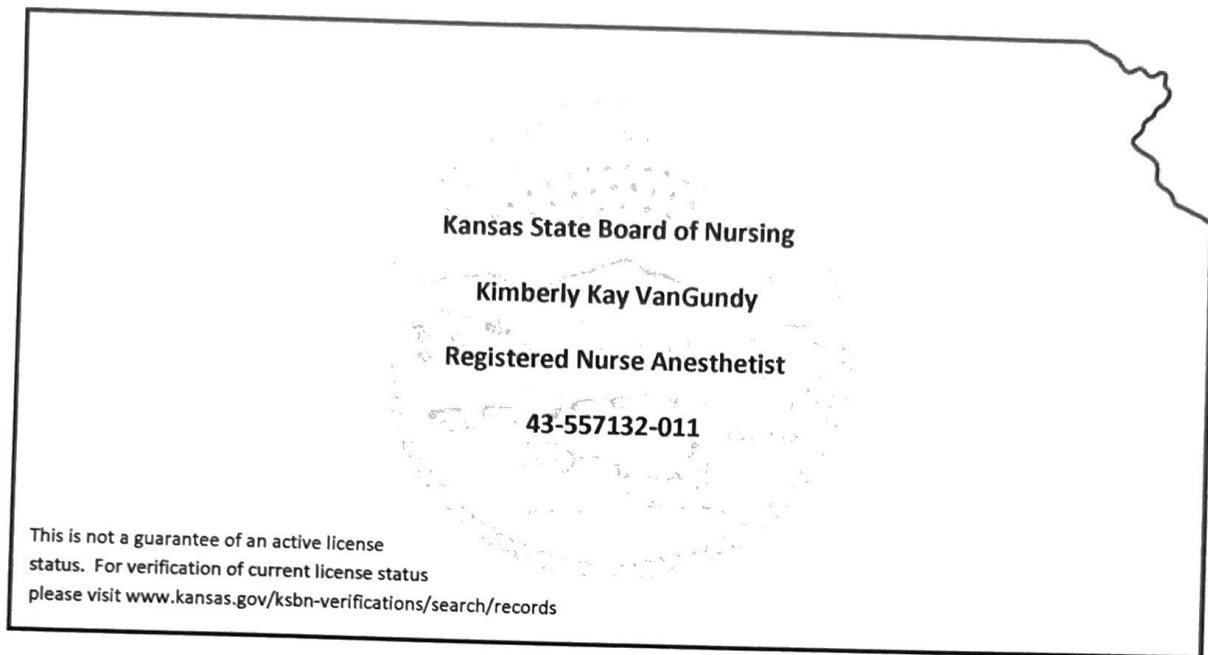 Kansas State Board of Nursing
Kimberly Kay VanGundy
Registered Nurse Anesthetist
43-557132-011
This is not a guarantee of an active license
status.  For verification of current license status
please visit www.kansas.gov/ksbn-verifications/search/records